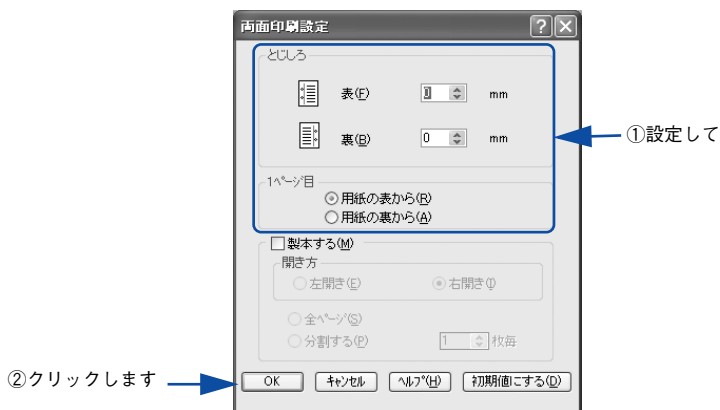 両面印刷設定
とじしろ
表(F) 0 mm
裏(B) 0 mm
①設定して
1ページ目
用紙の表から(R)
用紙の裏から(A)
製本する(M)
開き方
左開き(E) 右開き(I)
全ページ(S)
分割する(P) 1 枚毎
②クリックします
OK キャンセル ヘルプ(H) 初期値にする(D)